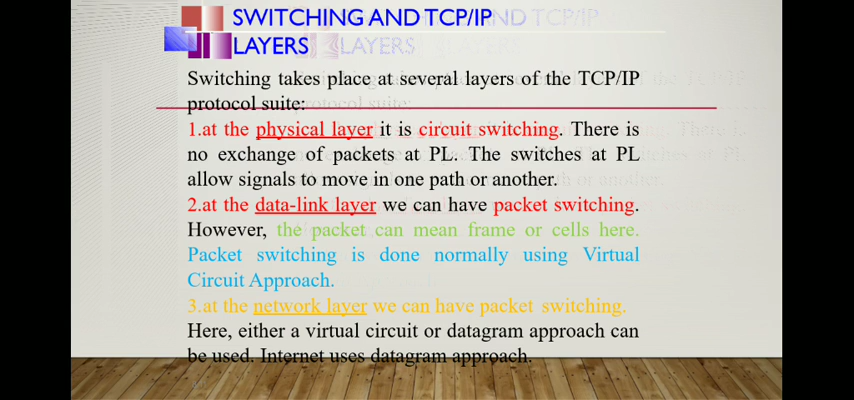 SWITCHING AND TCP/IP
LAYERS
Switching takes place at several layers of the TCP/IP
protocol suite:
1.at the physical layer it is circuit switching. There is
no exchange of packets at PL. The switches at PL
allow signals to move in one path or another.
2.at the data-link layer we can have packet switching.
However, the packet can mean frame or cells here.
Packet switching is done normally using Virtual
Circuit Approach.
3.at the network layer we can have packet switching.
Here, either a virtual circuit or datagram approach can
be used. Internet uses datagram approach.